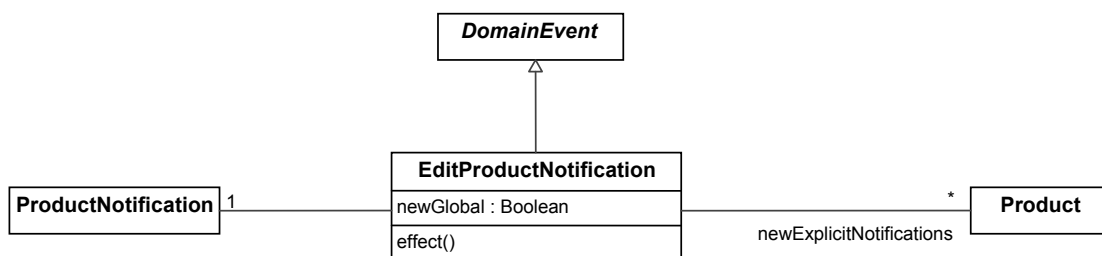 DomainEvent
EditProductNotification
ProductNotification
1
newGlobal : Boolean
*
Product
newExplicitNotifications
effect()